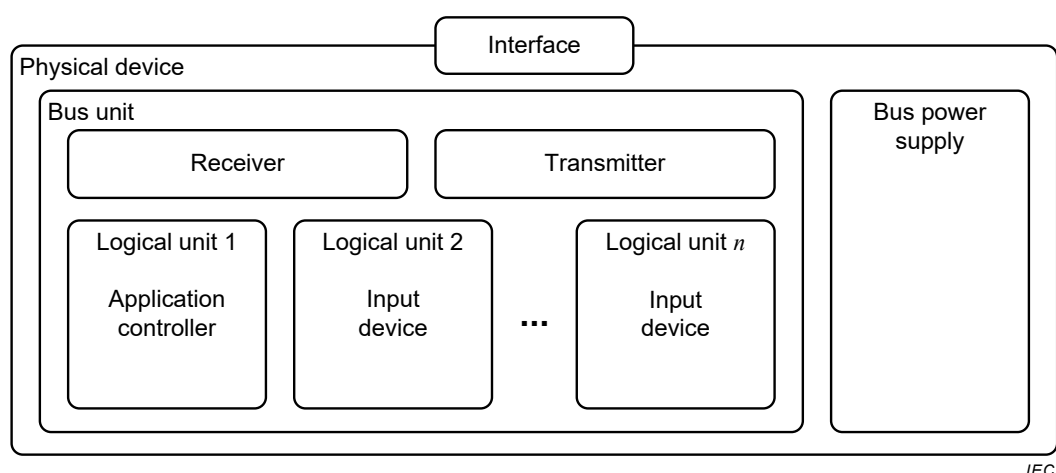 Interface
Physical device
Bus unit
Bus power
supply
Receiver
Transmitter
Logical unit 1
Application
controller
Logical unit 2
Input
device
...
Logical unit n
Input
device
IEC